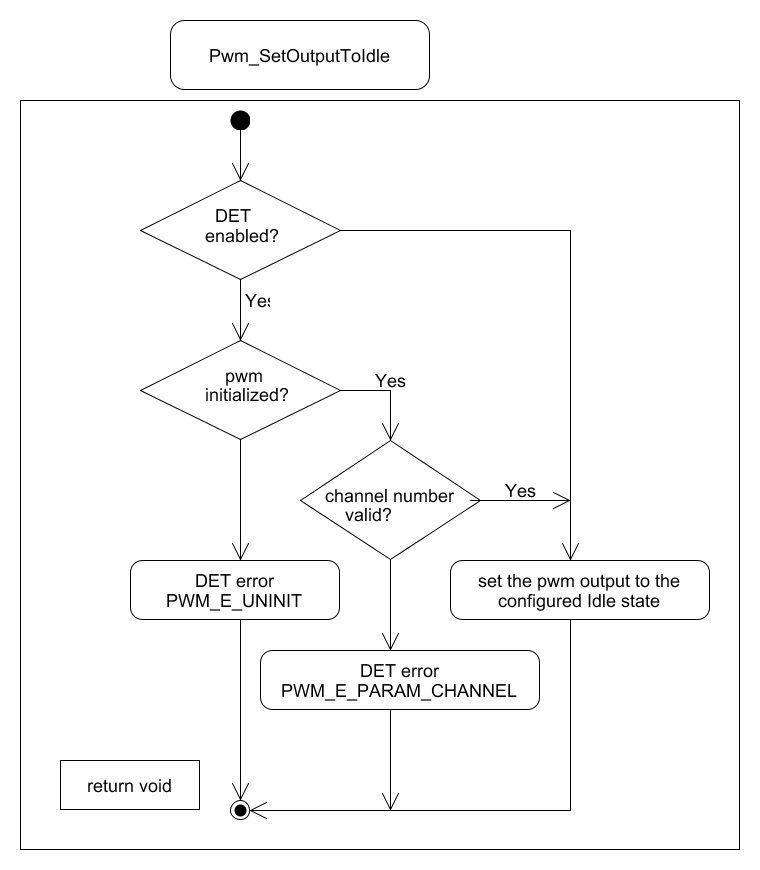 Pwm_SetOutputToIdle
DET
enabled?
Yes
pwm
initialized?
Yes
channel number
valid?
Yes
DET error
PWM_E_UNINIT
set the pwm output to the
configured Idle state
DET error
PWM_E_PARAM_CHANNEL
return void